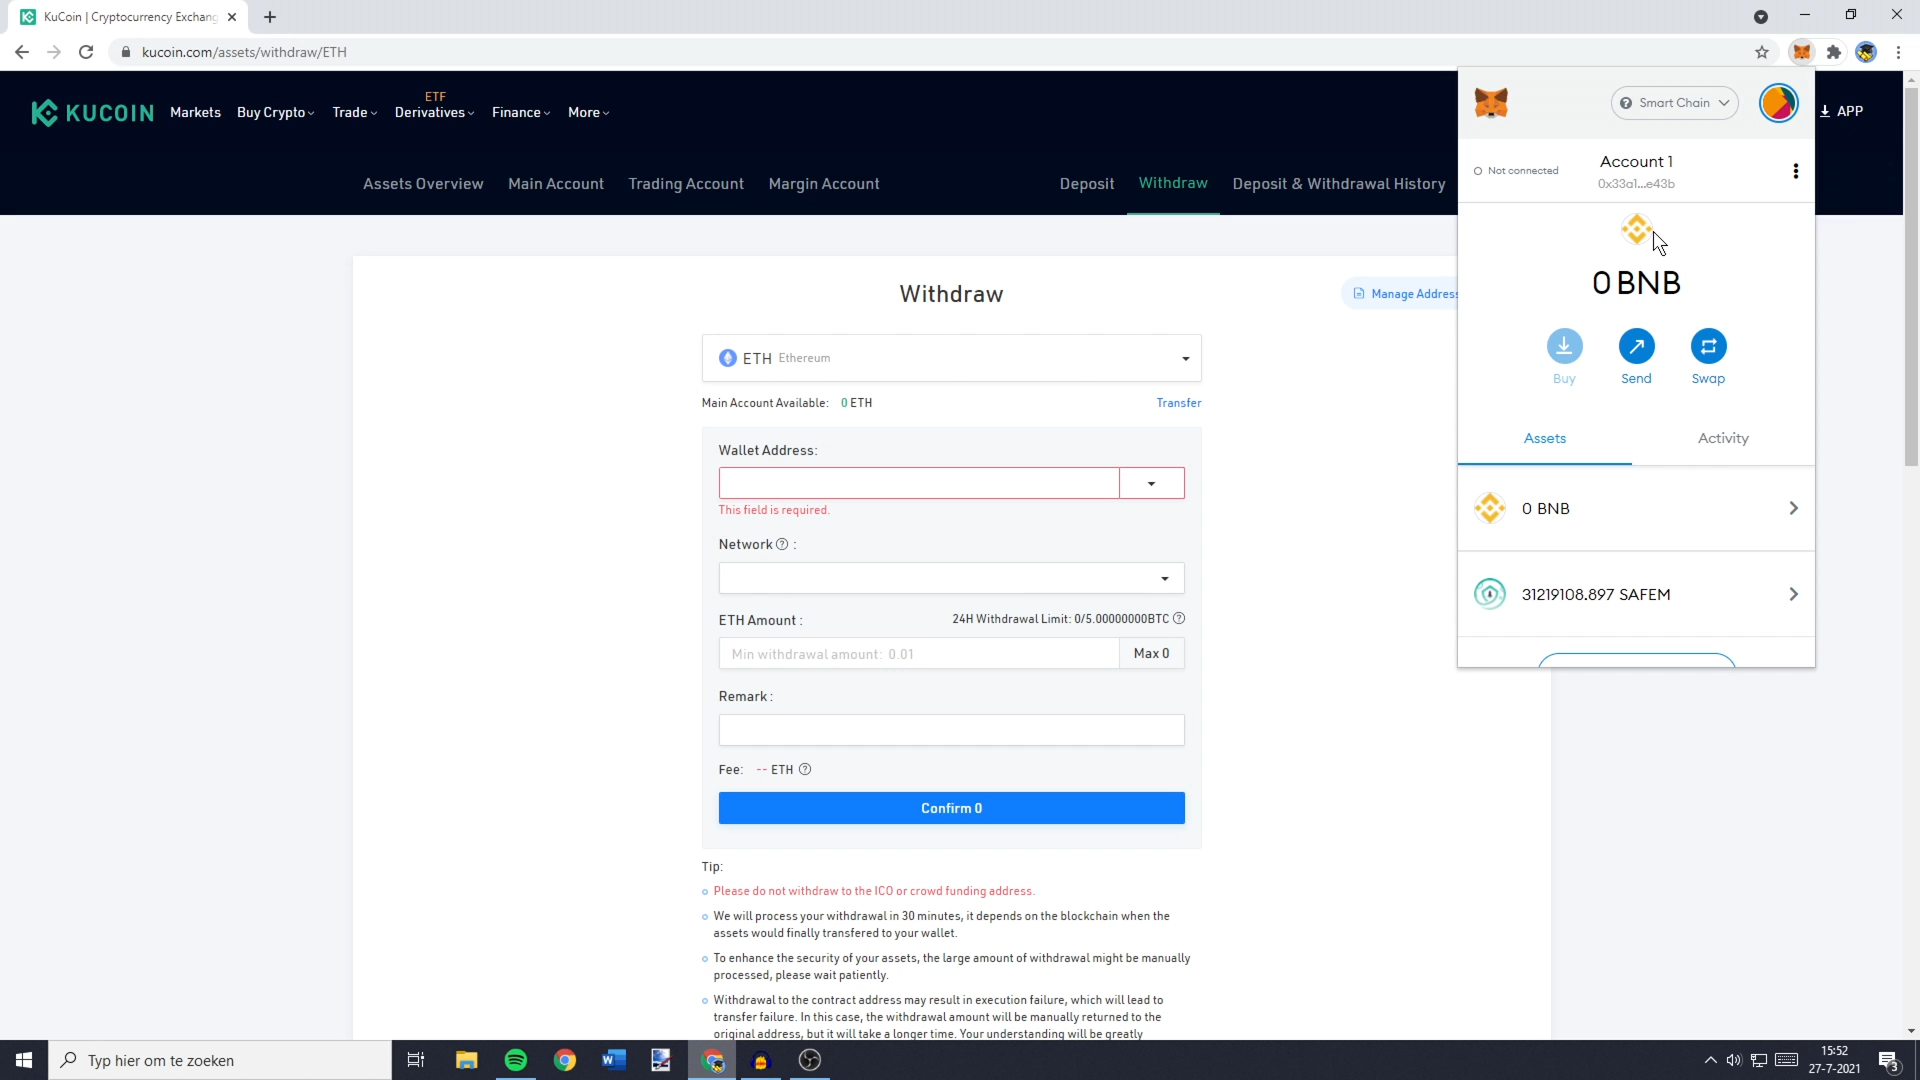 KuCoin | Cryptocurrency Exchang
kucoin.com/assets/withdraw/ETH
KUCOIN
Markets
Buy Crypto
Trade
ETF
Derivatives
Finance
More
APP
Assets Overview
Main Account
Trading Account
Margin Account
Deposit
Withdraw
Deposit & Withdrawal History
Withdraw
Manage Address
ETH Ethereum
Main Account Available: 0 ETH
Transfer
Wallet Address:
This field is required.
Network ? :
ETH Amount :
24H Withdrawal Limit: 0/5.00000000BTC ?
Min withdrawal amount: 0.01
Max 0
Remark :
Fee: -- ETH ?
Confirm 0
Tip:
Please do not withdraw to the ICO or crowd funding address.
We will process your withdrawal in 30 minutes, it depends on the blockchain when the
assets would finally transfered to your wallet.
To enhance the security of your assets, the large amount of withdrawal might be manually
processed, please wait patiently.
Withdrawal to the contract address may result in execution failure, which will lead to
transfer failure. In this case, the withdrawal amount will be manually returned to the
original address, but it will take a longer time. Your understanding will be greatly
? Smart Chain
Not connected
Account 1
0x33a1...e43b
0 BNB
Buy
Send
Swap
Assets
Activity
0 BNB
31219108.897 SAFEM
Typ hier om te zoeken
15:52
27-7-2021
3